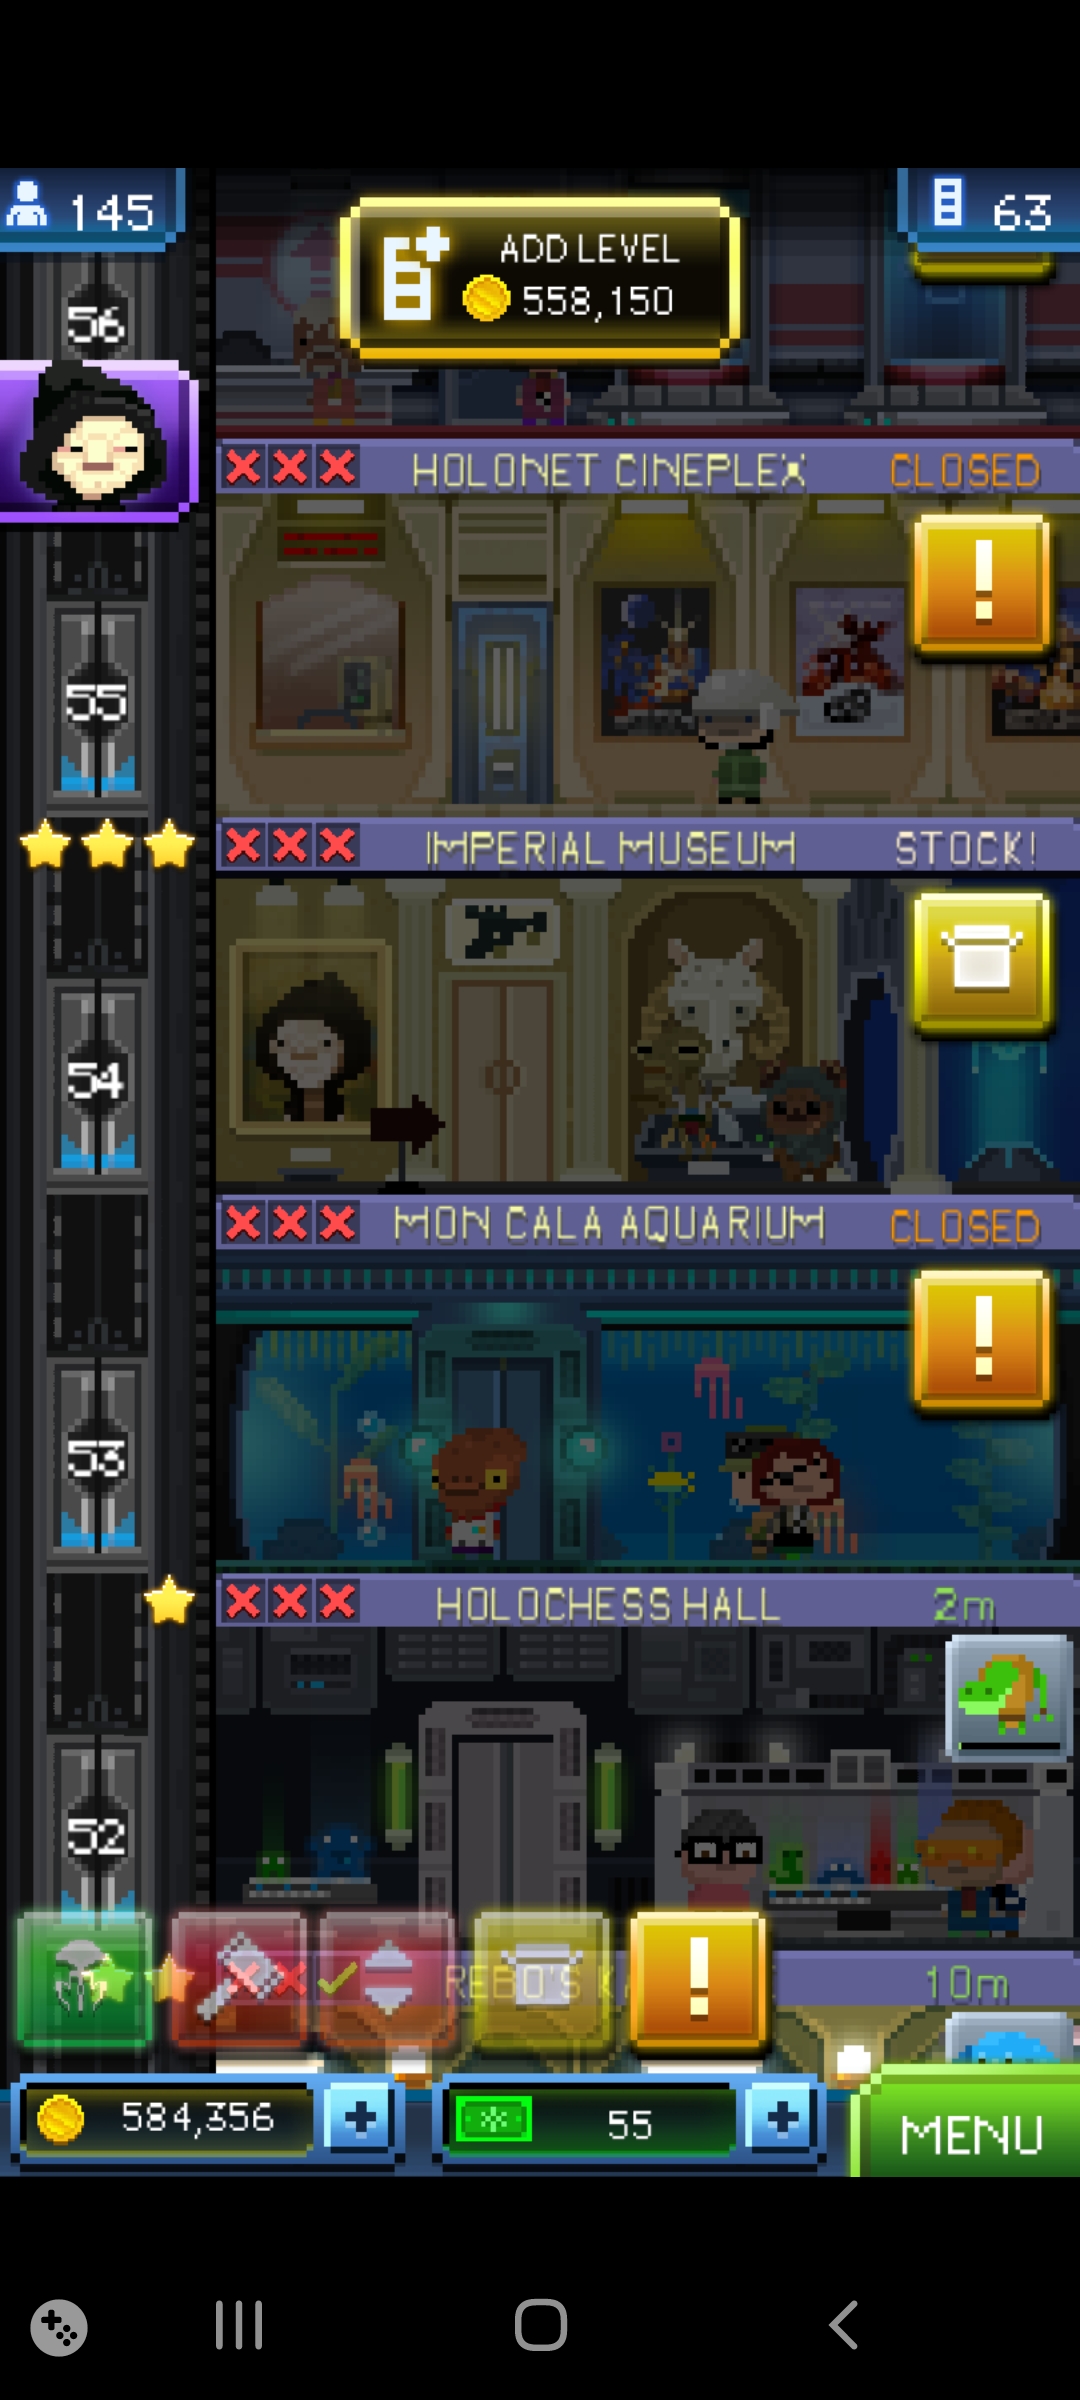 145
ADD LEVEL
558,150
63
56
HOLONET CINEPLEX
CLOSED
55
IMPERIAL MUSEUM
STOCK!
54
MON CALA AQUARIUM
CLOSED
53
HOLOCHESS HALL
2m
52
REBO'S
10m
584,356
55
MENU